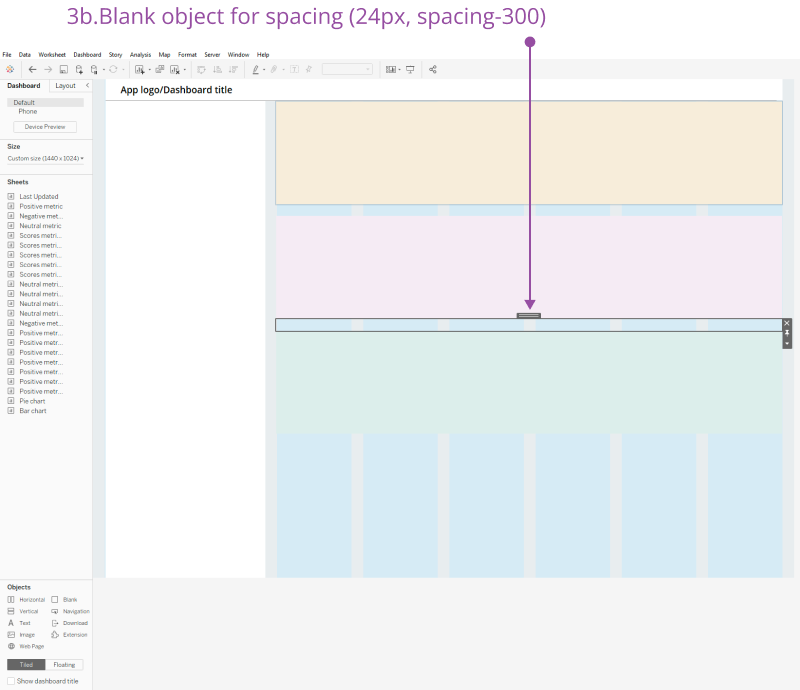 3b.Blank object for spacing (24px, spacing-300)
File Data Worksheet Dashboard Story Analysis Map Format Server Window Help
Dashboard Layout
App logo/Dashboard title
Default
Phone
Device Preview
Size
Custom size (1440 x 1024)
Sheets
Last Updated
Positive metric
Negative met...
Neutral metric
Scores metri...
Scores metri...
Scores metri...
Scores metri...
Scores metri...
Neutral metri...
Neutral metri...
Neutral metri...
Neutral metri...
Negative met...
Positive metr...
Positive metr...
Positive metr...
Positive metr...
Positive metr...
Positive metr...
Positive metr...
Pie chart
Bar chart
Objects
Horizontal Blank
Vertical Navigation
Text Download
Image Extension
Web Page
Tiled Floating
Show dashboard title